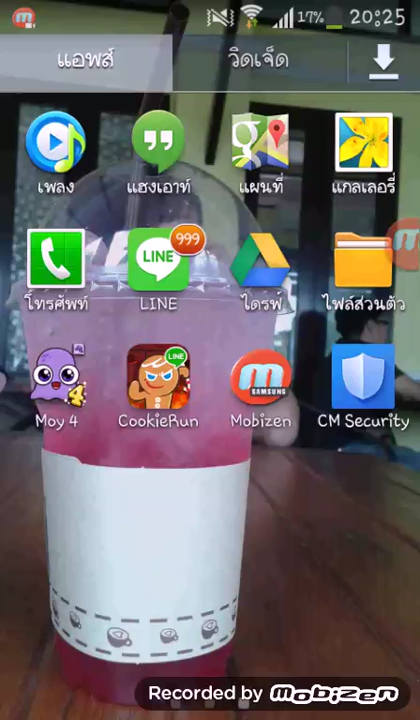 17% 20:25
แอพส์ วิดเจ็ด
เพลง แฮงเอาท์ แผนที่ แกลเลอรี่
999
LINE
โทรศัพท์ LINE ไดรฟ์ ไฟล์ส่วนตัว
LINE
SAMSUNG
Moy 4 CookieRun Mobizen CM Security
Recorded by mobizen